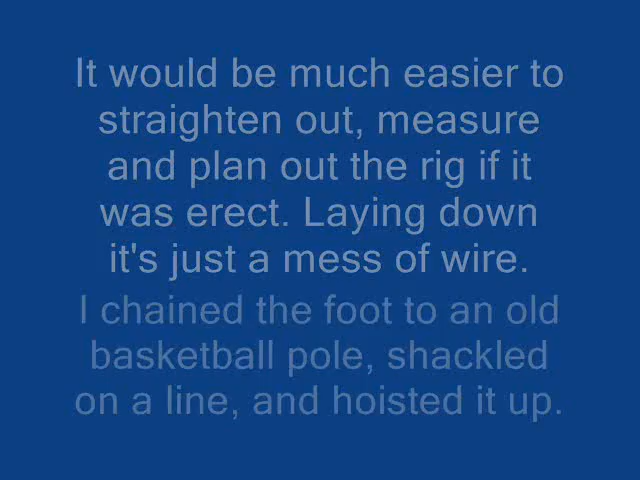 It would be much easier to
straighten out, measure
and plan out the rig if it
was erect. Laying down
it's just a mess of wire.
I chained the foot to an old
basketball pole, shackled
on a line, and hoisted it up.